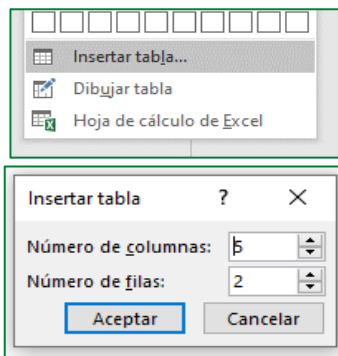 Insertar tabla...
Dibujar tabla
Hoja de cálculo de Excel
Insertar tabla ? ×
Número de columnas: 5
Número de filas: 2
Aceptar Cancelar